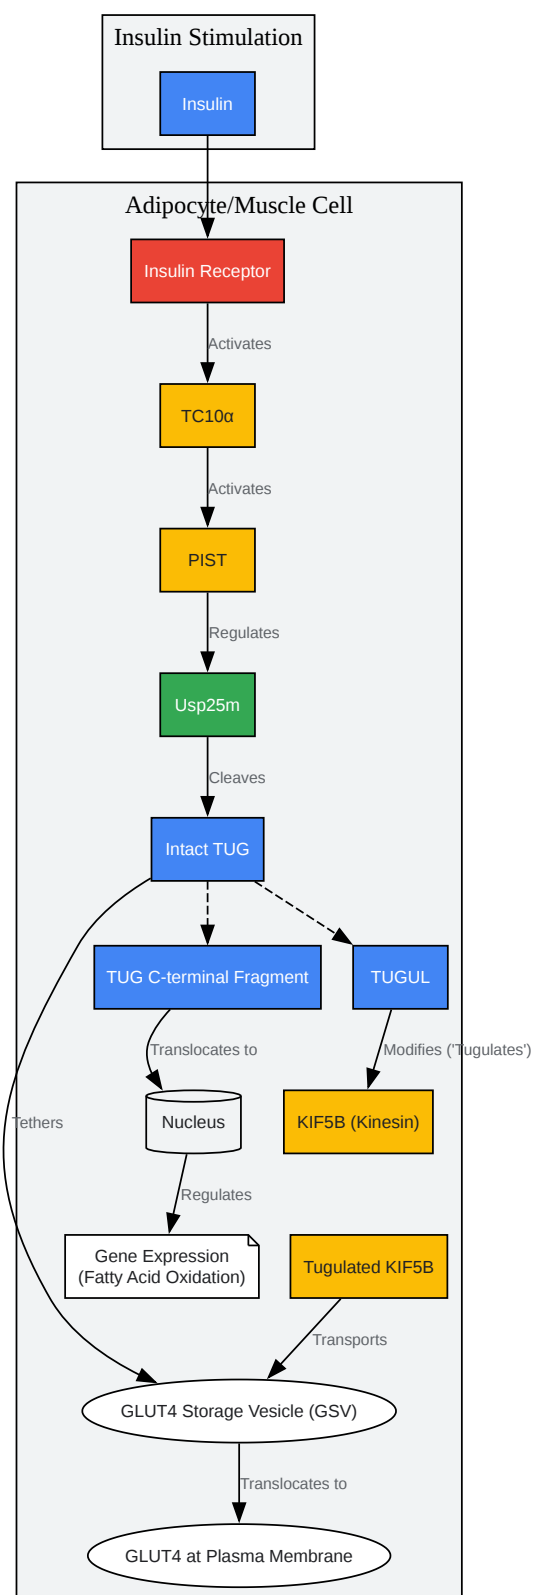 Insulin Stimulation
Insulin
Adipocyte/Muscle Cell
Insulin Receptor
Activates
TC10α
Activates
PIST
Regulates
Usp25m
Cleaves
Intact TUG
TUG C-terminal Fragment
TUGUL
Translocates to
Modifies ('Tugulates')
Tethers
Nucleus
KIF5B (Kinesin)
Regulates
Gene Expression
(Fatty Acid Oxidation)
Tugulated KIF5B
Transports
GLUT4 Storage Vesicle (GSV)
Translocates to
GLUT4 at Plasma Membrane